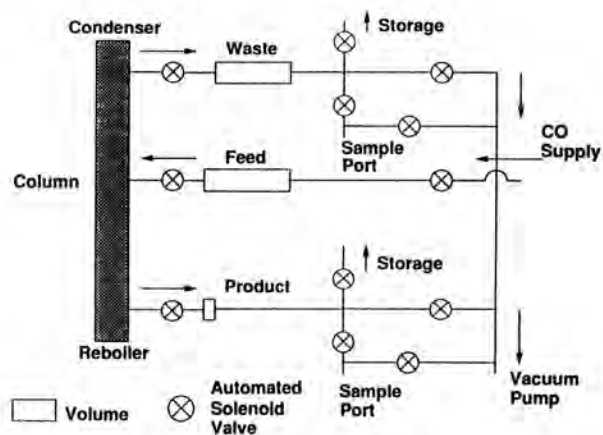 Condenser
Waste
Storage
Sample
Port
CO
Supply
Feed
Column
Storage
Product
Reboiler
Sample
Port
Vacuum
Pump
Volume
Automated
Solenoid
Valve